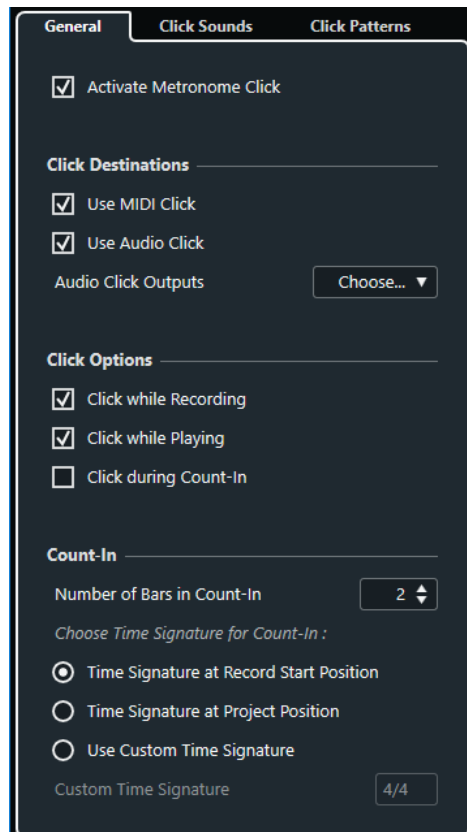 General Click Sounds Click Patterns
Activate Metronome Click
Click Destinations
Use MIDI Click
Use Audio Click
Audio Click Outputs Choose...
Click Options
Click while Recording
Click while Playing
Click during Count-In
Count-In
Number of Bars in Count-In 2
Choose Time Signature for Count-In :
Time Signature at Record Start Position
Time Signature at Project Position
Use Custom Time Signature
Custom Time Signature 4/4